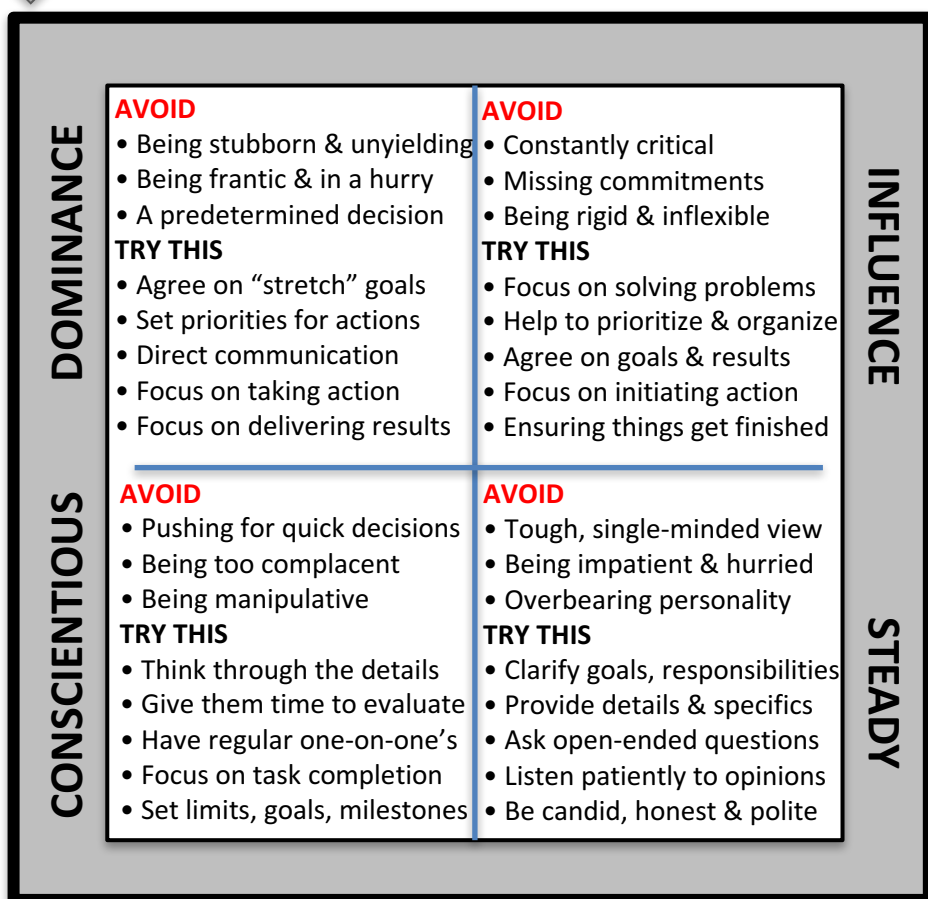 DOMINANCE
AVOID
• Being stubborn & unyielding
• Being frantic & in a hurry
• A predetermined decision
TRY THIS
• Agree on “stretch” goals
• Set priorities for actions
• Direct communication
• Focus on taking action
• Focus on delivering results
INFLUENCE
AVOID
• Constantly critical
• Missing commitments
• Being rigid & inflexible
TRY THIS
• Focus on solving problems
• Help to prioritize & organize
• Agree on goals & results
• Focus on initiating action
• Ensuring things get finished
CONSCIENTIOUS
AVOID
• Pushing for quick decisions
• Being too complacent
• Being manipulative
TRY THIS
• Think through the details
• Give them time to evaluate
• Have regular one-on-one’s
• Focus on task completion
• Set limits, goals, milestones
STEADY
AVOID
• Tough, single-minded view
• Being impatient & hurried
• Overbearing personality
TRY THIS
• Clarify goals, responsibilities
• Provide details & specifics
• Ask open-ended questions
• Listen patiently to opinions
• Be candid, honest & polite